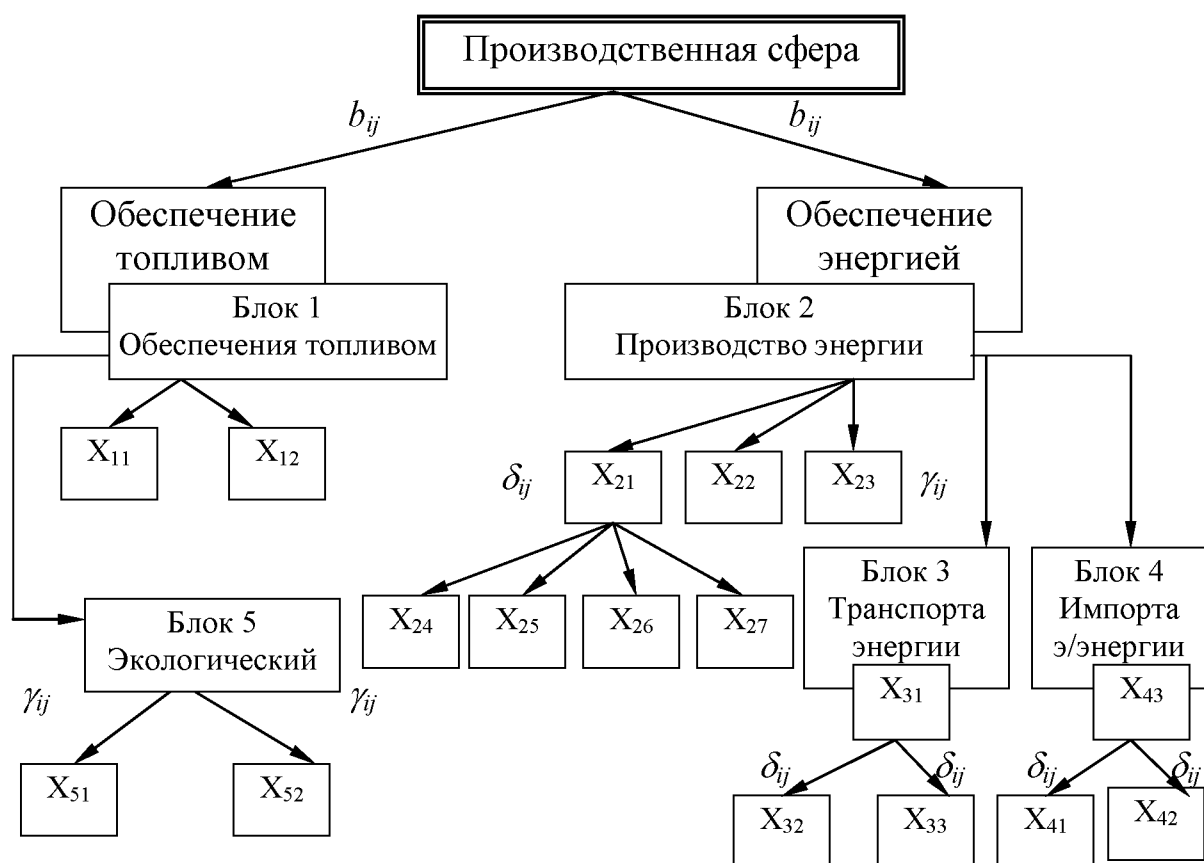 Производственная сфера
b_ij
b_ij
Обеспечение
топливом
Обеспечение
энергией
Блок 1
Обеспечения топливом
Блок 2
Производство энергии
X₁₁
X₁₂
δ_ij
X₂₁
X₂₂
X₂₃
γ_ij
X₂₄
X₂₅
X₂₆
X₂₇
Блок 3
Транспорта
энергии
Блок 4
Импорта
э/энергии
Блок 5
Экологический
γ_ij
γ_ij
X₃₁
X₄₃
X₅₁
X₅₂
δ_ij
δ_ij
δ_ij
δ_ij
X₃₂
X₃₃
X₄₁
X₄₂